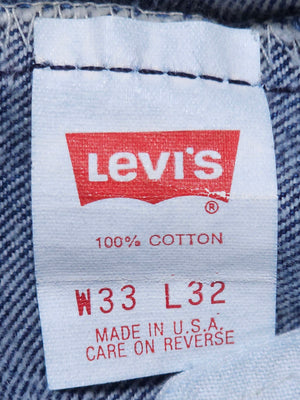 Levi's
®
100% COTTON
W33 L32
MADE IN U.S.A.
CARE ON REVERSE